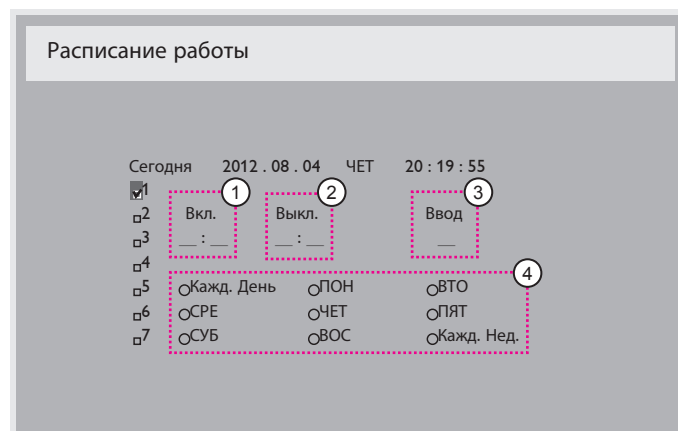 Расписание работы
Сегодня 2012 . 08 . 04 ЧЕТ 20 : 19 : 55
1 1 2 3
2 Вкл. Выкл. Ввод
3 __ : __ __ : __ __
4 4
5 Кажд. День ПОН ВТО
6 СРЕ ЧЕТ ПЯТ
7 СУБ ВОС Кажд. Нед.